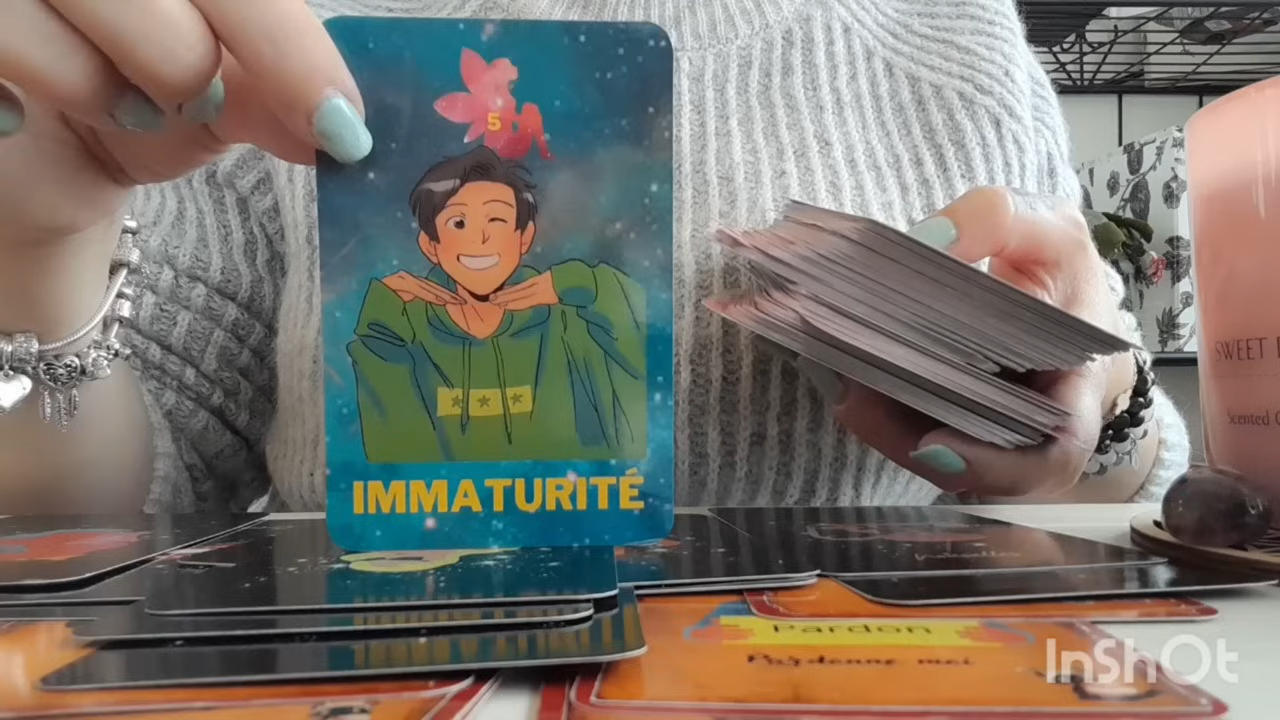 5
IMMATURITÉ
SWEET
Scented
Pardon
Pardonne moi
InShOt